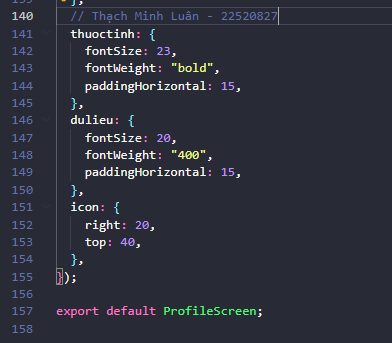 139 },
140 // Thạch Minh Luân - 22520827
141 thuoctinh: {
142 fontSize: 23,
143 fontWeight: "bold",
144 paddingHorizontal: 15,
145 },
146 dulieu: {
147 fontSize: 20,
148 fontWeight: "400",
149 paddingHorizontal: 15,
150 },
151 icon: {
152 right: 20,
153 top: 40,
154 },
155 });
156
157 export default ProfileScreen;
158